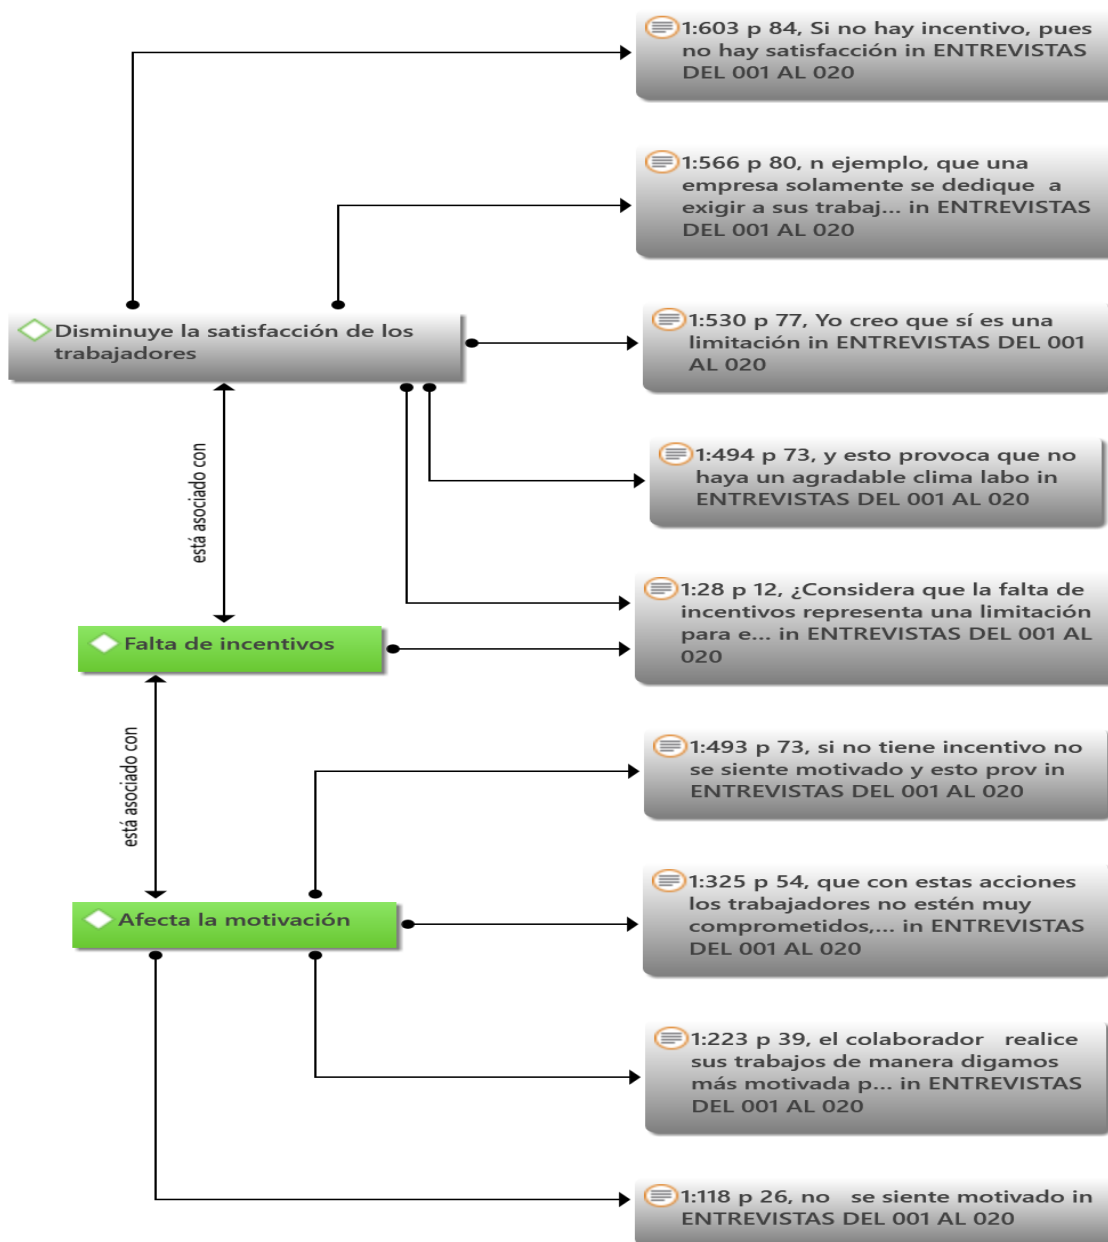 1:603 p 84, Si no hay incentivo, pues
no hay satisfacción in ENTREVISTAS
DEL 001 AL 020
1:566 p 80, n ejemplo, que una
empresa solamente se dedique a
exigir a sus trabaj... in ENTREVISTAS
DEL 001 AL 020
Disminuye la satisfacción de los
trabajadores
1:530 p 77, Yo creo que sí es una
limitación in ENTREVISTAS DEL 001
AL 020
1:494 p 73, y esto provoca que no
haya un agradable clima labo in
ENTREVISTAS DEL 001 AL 020
está asociado con
1:28 p 12, ¿Considera que la falta de
incentivos representa una limitación
para e... in ENTREVISTAS DEL 001 AL
020
Falta de incentivos
está asociado con
1:493 p 73, si no tiene incentivo no
se siente motivado y esto prov in
ENTREVISTAS DEL 001 AL 020
Afecta la motivación
1:325 p 54, que con estas acciones
los trabajadores no estén muy
comprometidos,... in ENTREVISTAS
DEL 001 AL 020
1:223 p 39, el colaborador realice
sus trabajos de manera digamos
más motivada p... in ENTREVISTAS
DEL 001 AL 020
1:118 p 26, no se siente motivado in
ENTREVISTAS DEL 001 AL 020